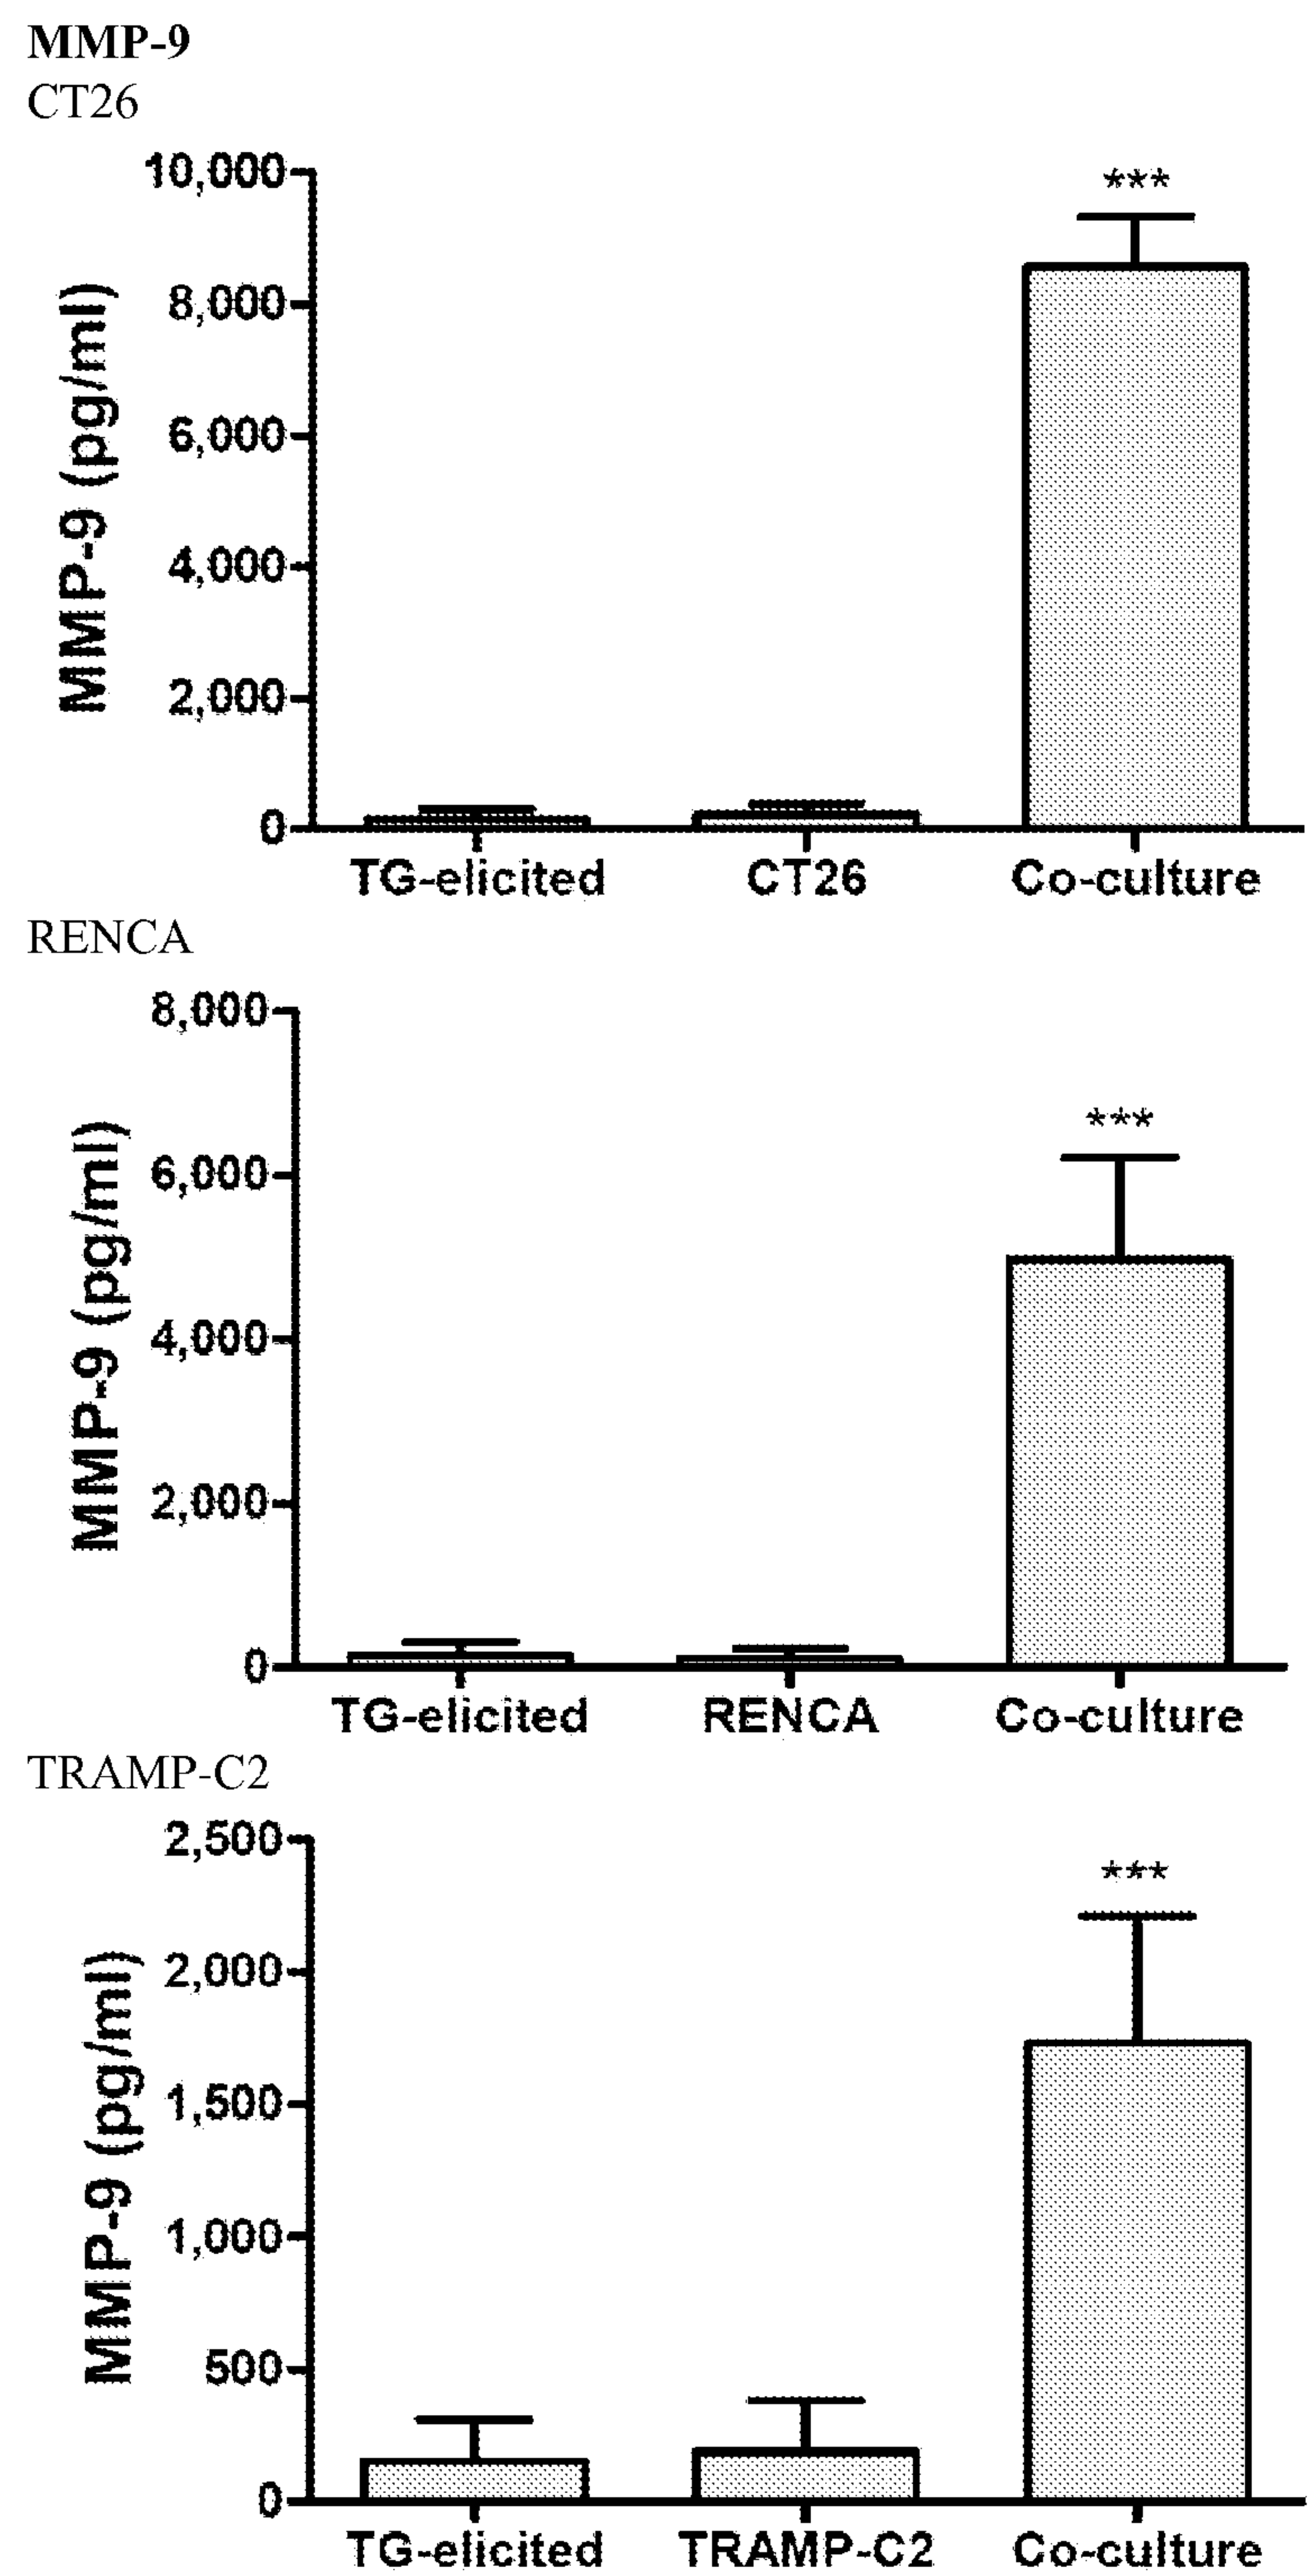 MMP-9
CT26
10,000
8,000
6,000
4,000
2,000
0
MMP-9 (pg/ml)
***
TG-elicited CT26 Co-culture
RENCA
8,000
6,000
4,000
2,000
0
MMP-9 (pg/ml)
***
TG-elicited RENCA Co-culture
TRAMP-C2
2,500
2,000
1,500
1,000
500
0
MMP-9 (pg/ml)
***
TG-elicited TRAMP-C2 Co-culture